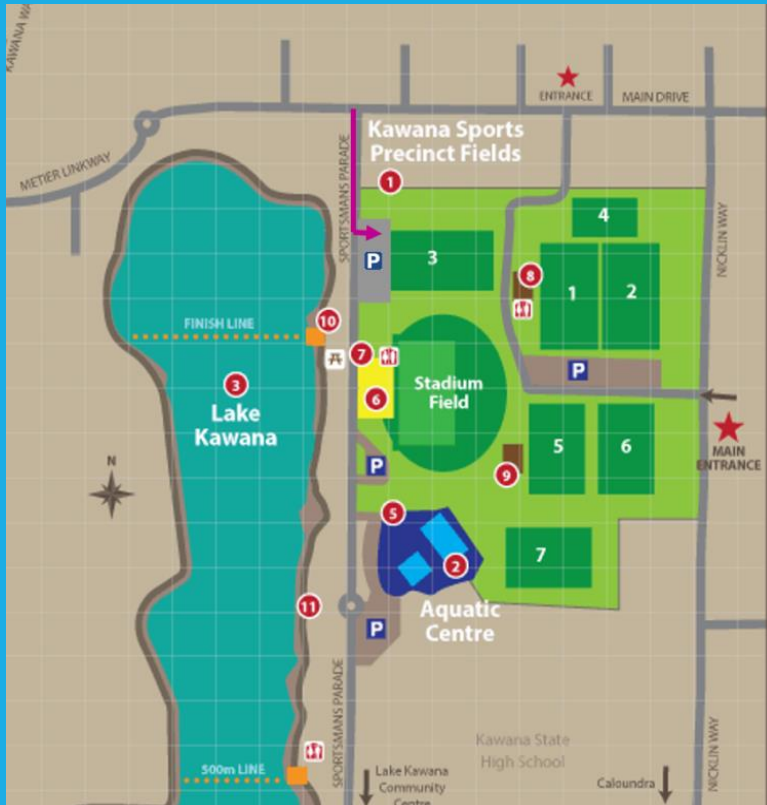 KAWANA WA
ENTRANCE
MAIN DRIVE
Kawana Sports
Precinct Fields
METIER LINKWAY
SPORTSMANS PARADE
1
4
NICKLIN WAY
P
3
8
1
2
10
FINISH LINE
7
P
3
Lake
Kawana
6
Stadium
Field
MAIN
ENTRANCE
N
P
9
5
6
5
7
2
11
Aquatic
Centre
P
SPORTSMANS PARADE
NICKLIN WAY
Kawana State
High School
500m LINE
Lake Kawana
Community
Centre
Caloundra